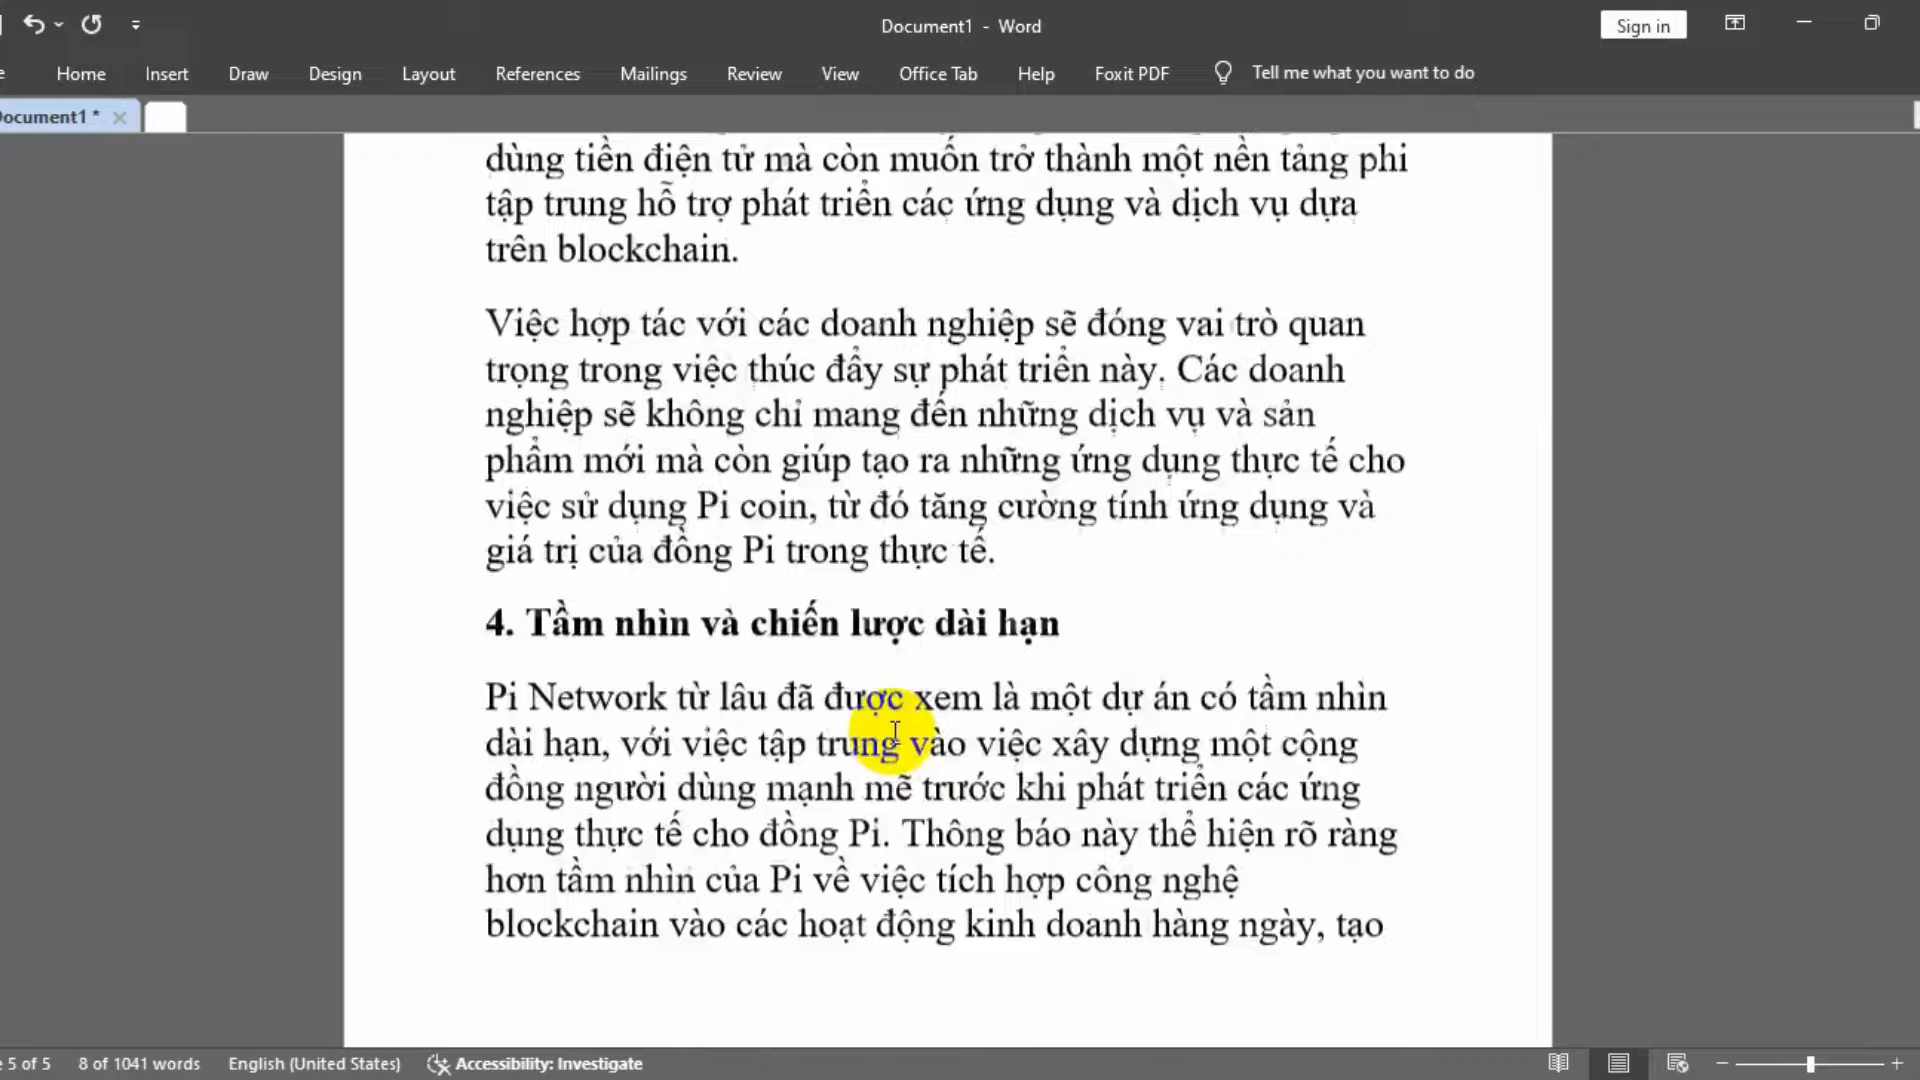 Document1 - Word
Sign in
Home Insert Draw Design Layout References Mailings Review View Office Tab Help Foxit PDF Tell me what you want to do
Document1 *
dùng tiền điện tử mà còn muốn trở thành một nền tảng phi
tập trung hỗ trợ phát triển các ứng dụng và dịch vụ dựa
trên blockchain.
Việc hợp tác với các doanh nghiệp sẽ đóng vai trò quan
trọng trong việc thúc đẩy sự phát triển này. Các doanh
nghiệp sẽ không chỉ mang đến những dịch vụ và sản
phẩm mới mà còn giúp tạo ra những ứng dụng thực tế cho
việc sử dụng Pi coin, từ đó tăng cường tính ứng dụng và
giá trị của đồng Pi trong thực tế.
4. Tầm nhìn và chiến lược dài hạn
Pi Network từ lâu đã được xem là một dự án có tầm nhìn
dài hạn, với việc tập trung vào việc xây dựng một cộng
đồng người dùng mạnh mẽ trước khi phát triển các ứng
dụng thực tế cho đồng Pi. Thông báo này thể hiện rõ ràng
hơn tầm nhìn của Pi về việc tích hợp công nghệ
blockchain vào các hoạt động kinh doanh hàng ngày, tạo
5 of 5 8 of 1041 words English (United States) Accessibility: Investigate